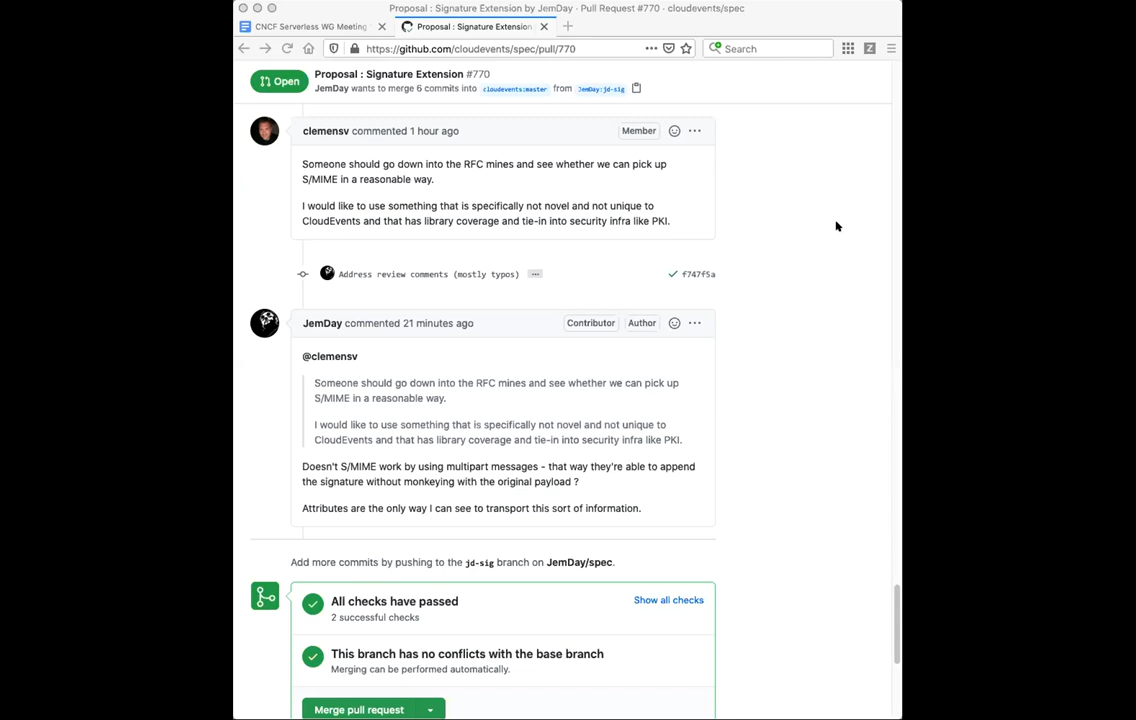 Proposal : Signature Extension by JemDay · Pull Request #770 · cloudevents/spec
CNCF Serverless WG Meeting
Proposal : Signature Extension
https://github.com/cloudevents/spec/pull/770
Search
Open
Proposal : Signature Extension #770
JemDay wants to merge 6 commits into cloudevents:master from JemDay:jd-sig
clemensv commented 1 hour ago
Member
Someone should go down into the RFC mines and see whether we can pick up
S/MIME in a reasonable way.
I would like to use something that is specifically not novel and not unique to
CloudEvents and that has library coverage and tie-in into security infra like PKI.
Address review comments (mostly typos)
f747f5a
JemDay commented 21 minutes ago
Contributor
Author
@clemensv
Someone should go down into the RFC mines and see whether we can pick up
S/MIME in a reasonable way.
I would like to use something that is specifically not novel and not unique to
CloudEvents and that has library coverage and tie-in into security infra like PKI.
Doesn't S/MIME work by using multipart messages - that way they're able to append
the signature without monkeying with the original payload ?
Attributes are the only way I can see to transport this sort of information.
Add more commits by pushing to the jd-sig branch on JemDay/spec.
All checks have passed
Show all checks
2 successful checks
This branch has no conflicts with the base branch
Merging can be performed automatically.
Merge pull request